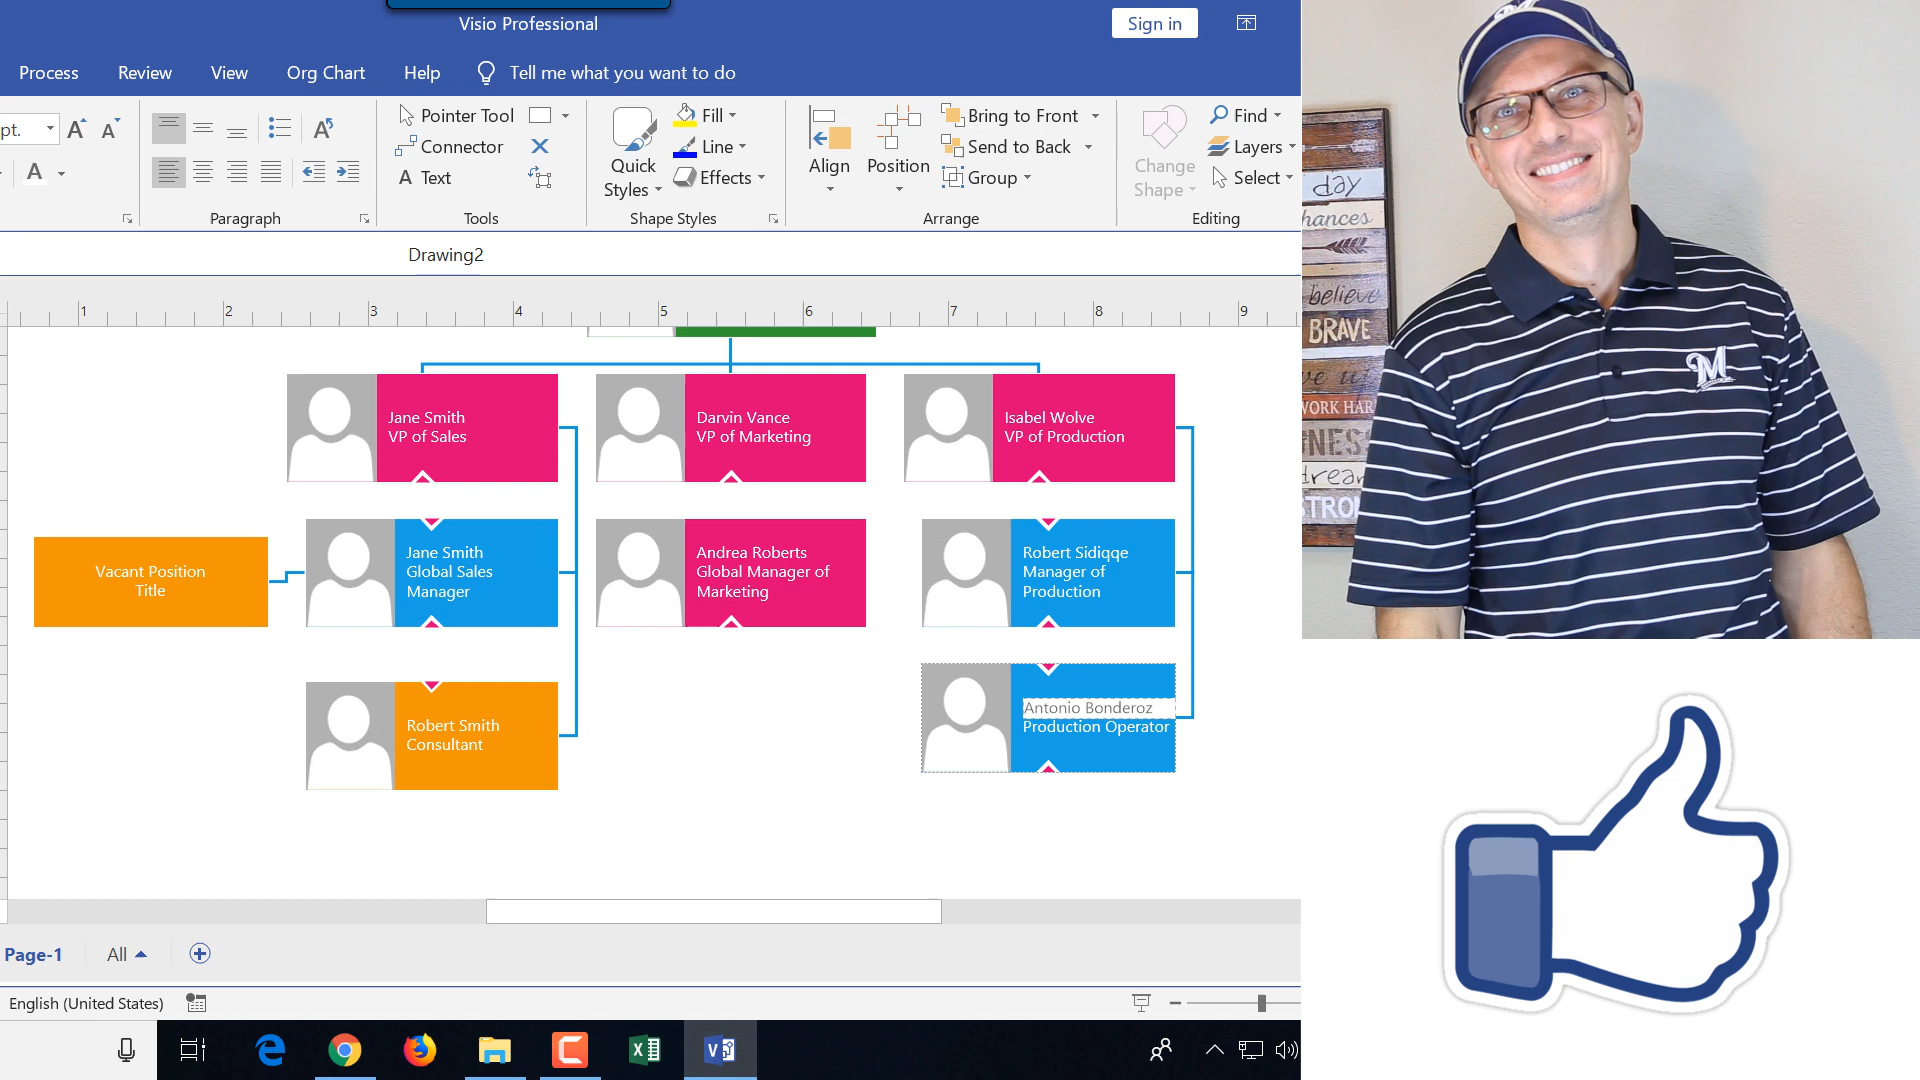 Visio Professional
Sign in
Process
Review
View
Org Chart
Help
Tell me what you want to do
pt.
A
A
A
A
Pointer Tool
Connector
A Text
Quick
Styles
Fill
Line
Effects
Align
Position
Bring to Front
Send to Back
Group
Change
Shape
Find
Layers
Select
Paragraph
Tools
Shape Styles
Arrange
Editing
Drawing2
1 2 3 4 5 6 7 8 9
Jane Smith
VP of Sales
Darvin Vance
VP of Marketing
Isabel Wolve
VP of Production
Vacant Position
Title
Jane Smith
Global Sales
Manager
Andrea Roberts
Global Manager of
Marketing
Robert Sidiqqe
Manager of
Production
Robert Smith
Consultant
Antonio Bonderoz
Production Operator
Page-1
All
English (United States)
day
hances
believe
BRAVE
WORK HAR
NESS
dream
STRO
M